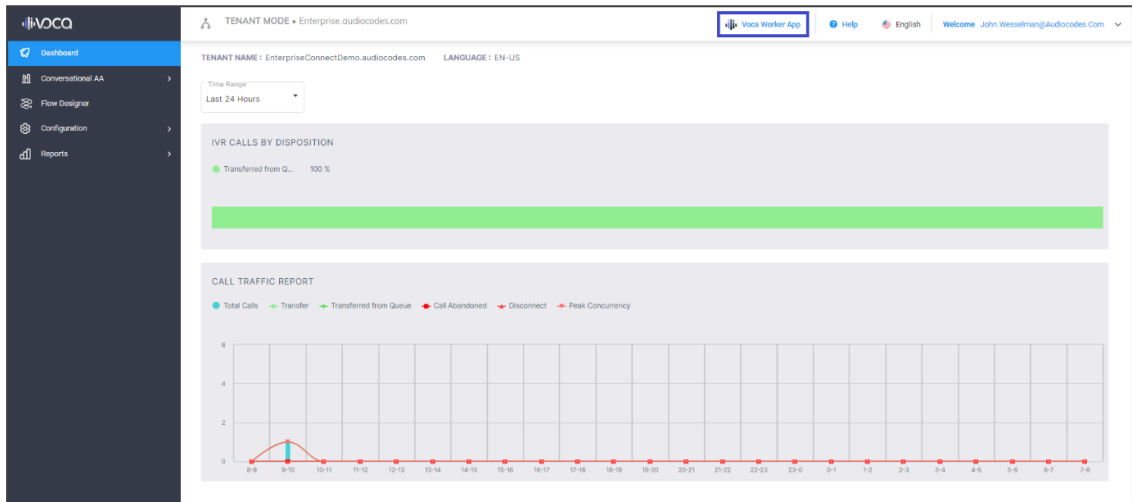 VOCA
TENANT MODE • Enterprise.audiocodes.com
Voca Worker App
Help
English
Welcome John.Wesselman@Audiocodes.Com
Dashboard
Conversational AA
Flow Designer
Configuration
Reports
TENANT NAME : EnterpriseConnectDemo.audiocodes.com LANGUAGE : EN-US
Time Range
Last 24 Hours
IVR CALLS BY DISPOSITION
Transferred from Q... 100 %
CALL TRAFFIC REPORT
Total Calls Transfer Transferred from Queue Call Abandoned Disconnect Peak Concurrency
6
4
2
0
8-9 9-10 10-11 11-12 12-13 13-14 14-15 15-16 16-17 17-18 18-19 19-20 20-21 21-22 22-23 23-0 0-1 1-2 2-3 3-4 4-5 5-6 6-7 7-8